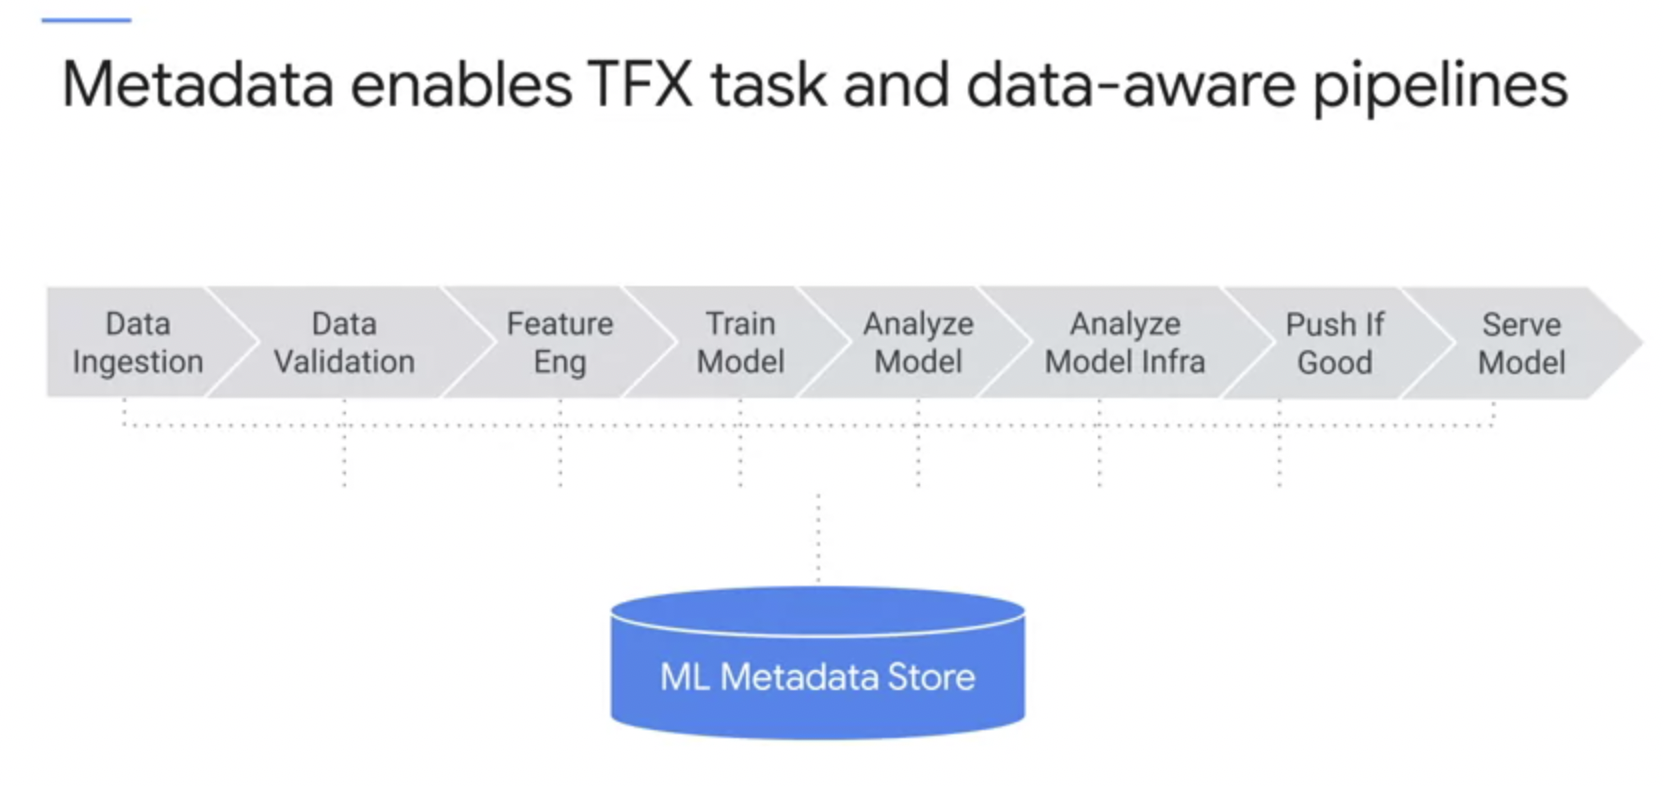 Metadata enables TFX task and data-aware pipelines
Data
Ingestion
Data
Validation
Feature
Eng
Train
Model
Analyze
Model
Analyze
Model Infra
Push If
Good
Serve
Model
ML Metadata Store